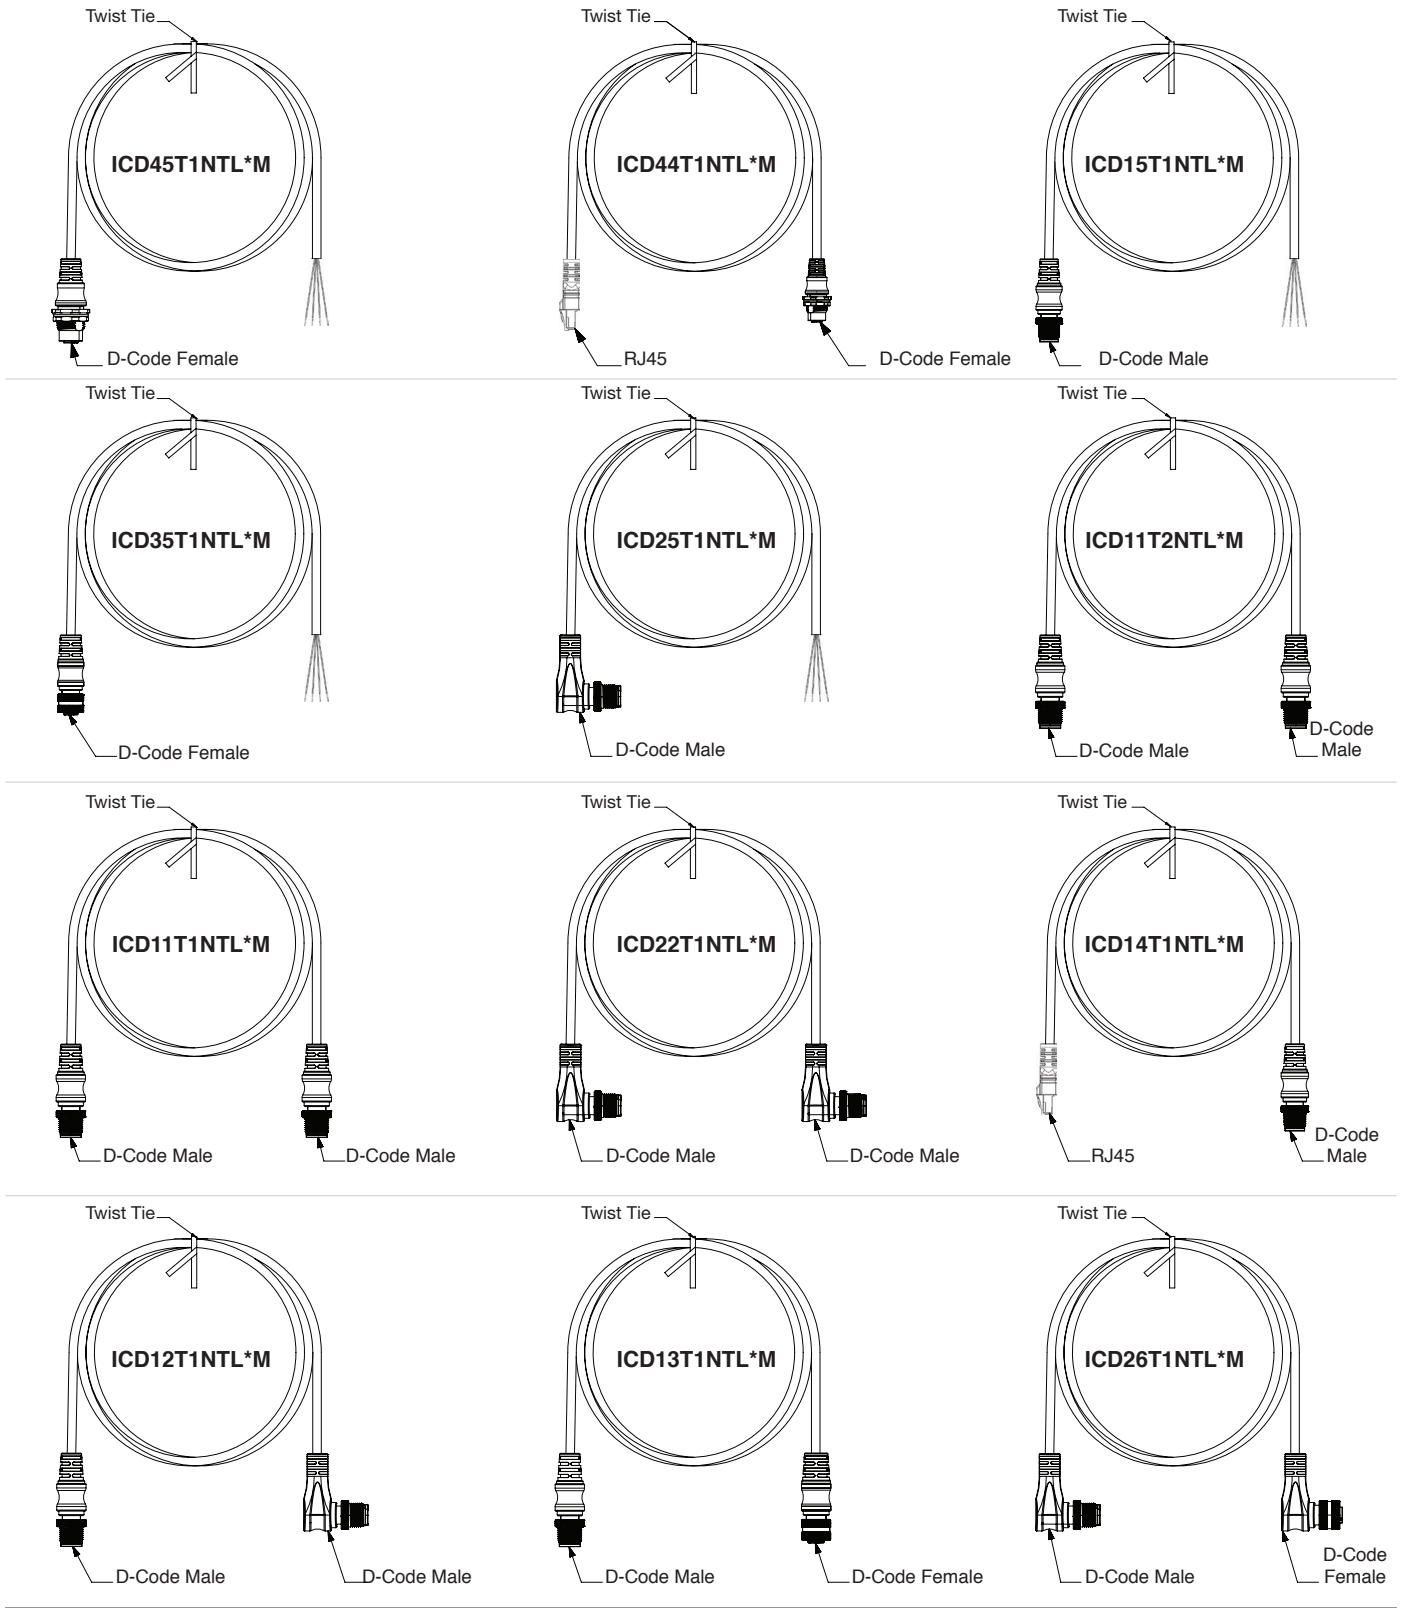 Twist Tie
Twist Tie
Twist Tie
ICD45T1NTL*M
ICD44T1NTL*M
ICD15T1NTL*M
D-Code Female
RJ45
D-Code Female
D-Code Male
Twist Tie
Twist Tie
Twist Tie
ICD35T1NTL*M
ICD25T1NTL*M
ICD11T2NTL*M
D-Code Female
D-Code Male
D-Code Male
D-Code
Male
Twist Tie
Twist Tie
Twist Tie
ICD11T1NTL*M
ICD22T1NTL*M
ICD14T1NTL*M
D-Code Male
D-Code Male
D-Code Male
D-Code Male
RJ45
D-Code
Male
Twist Tie
Twist Tie
Twist Tie
ICD12T1NTL*M
ICD13T1NTL*M
ICD26T1NTL*M
D-Code Male
D-Code Male
D-Code Male
D-Code Female
D-Code Male
D-Code
Female